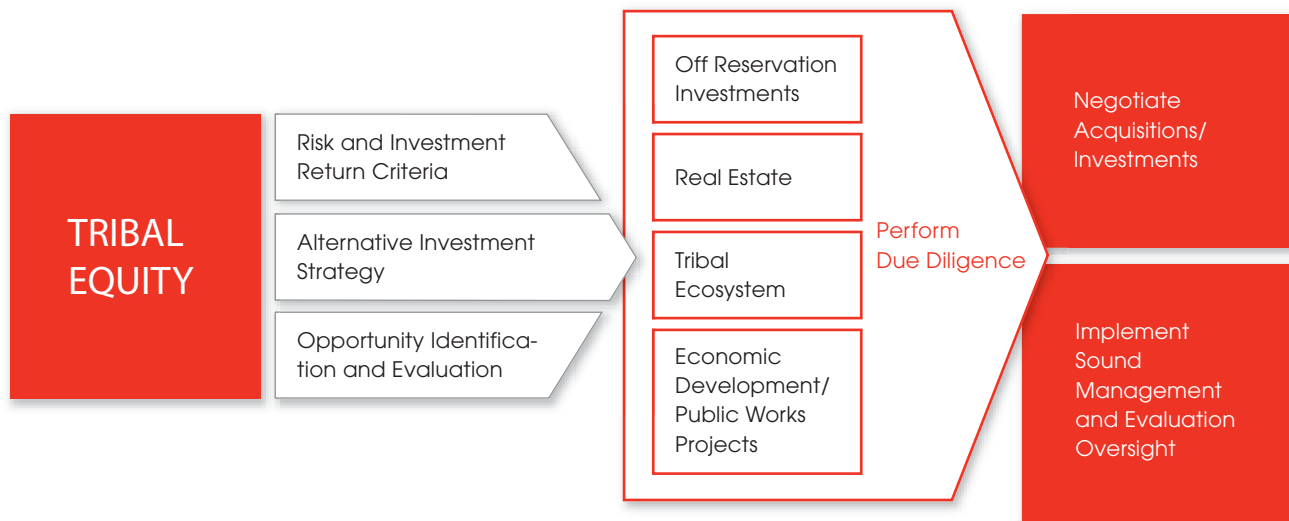 TRIBAL
EQUITY
Risk and Investment
Return Criteria
Alternative Investment
Strategy
Opportunity Identifica-
tion and Evaluation
Off Reservation
Investments
Real Estate
Tribal
Ecosystem
Economic
Development/
Public Works
Projects
Perform
Due Diligence
Negotiate
Acquisitions/
Investments
Implement
Sound
Management
and Evaluation
Oversight